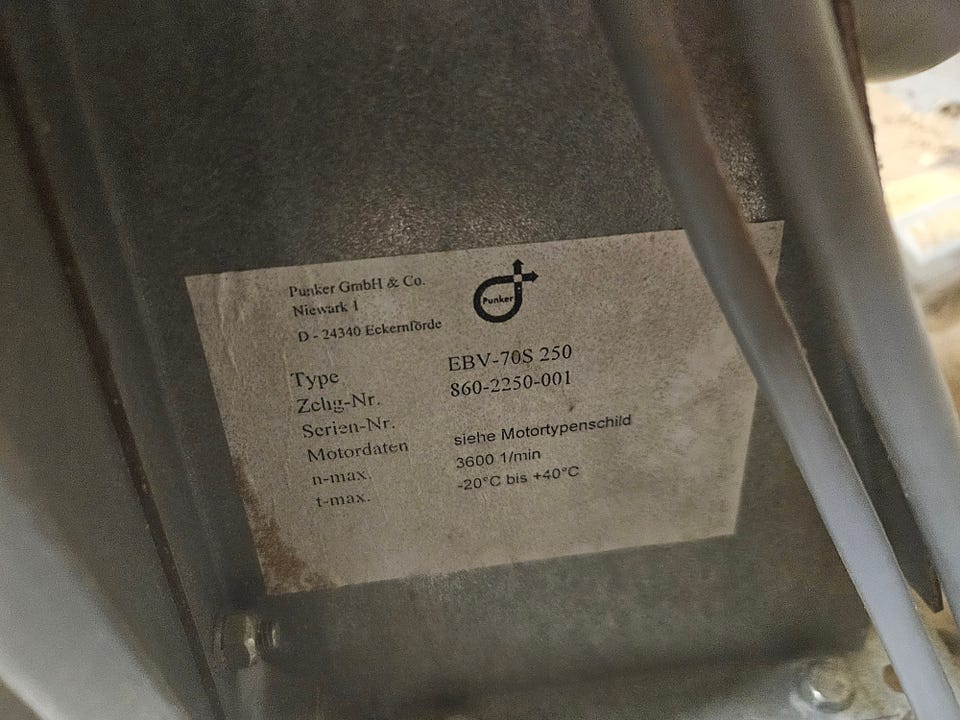 Punker GmbH & Co.
Niewark 1
D - 24340 Eckernförde
Punker
Type EBV-70S 250
Zchg-Nr. 860-2250-001
Serien-Nr.
Motordaten siehe Motortypenschild
n-max. 3600 1/min
t-max. -20°C bis +40°C